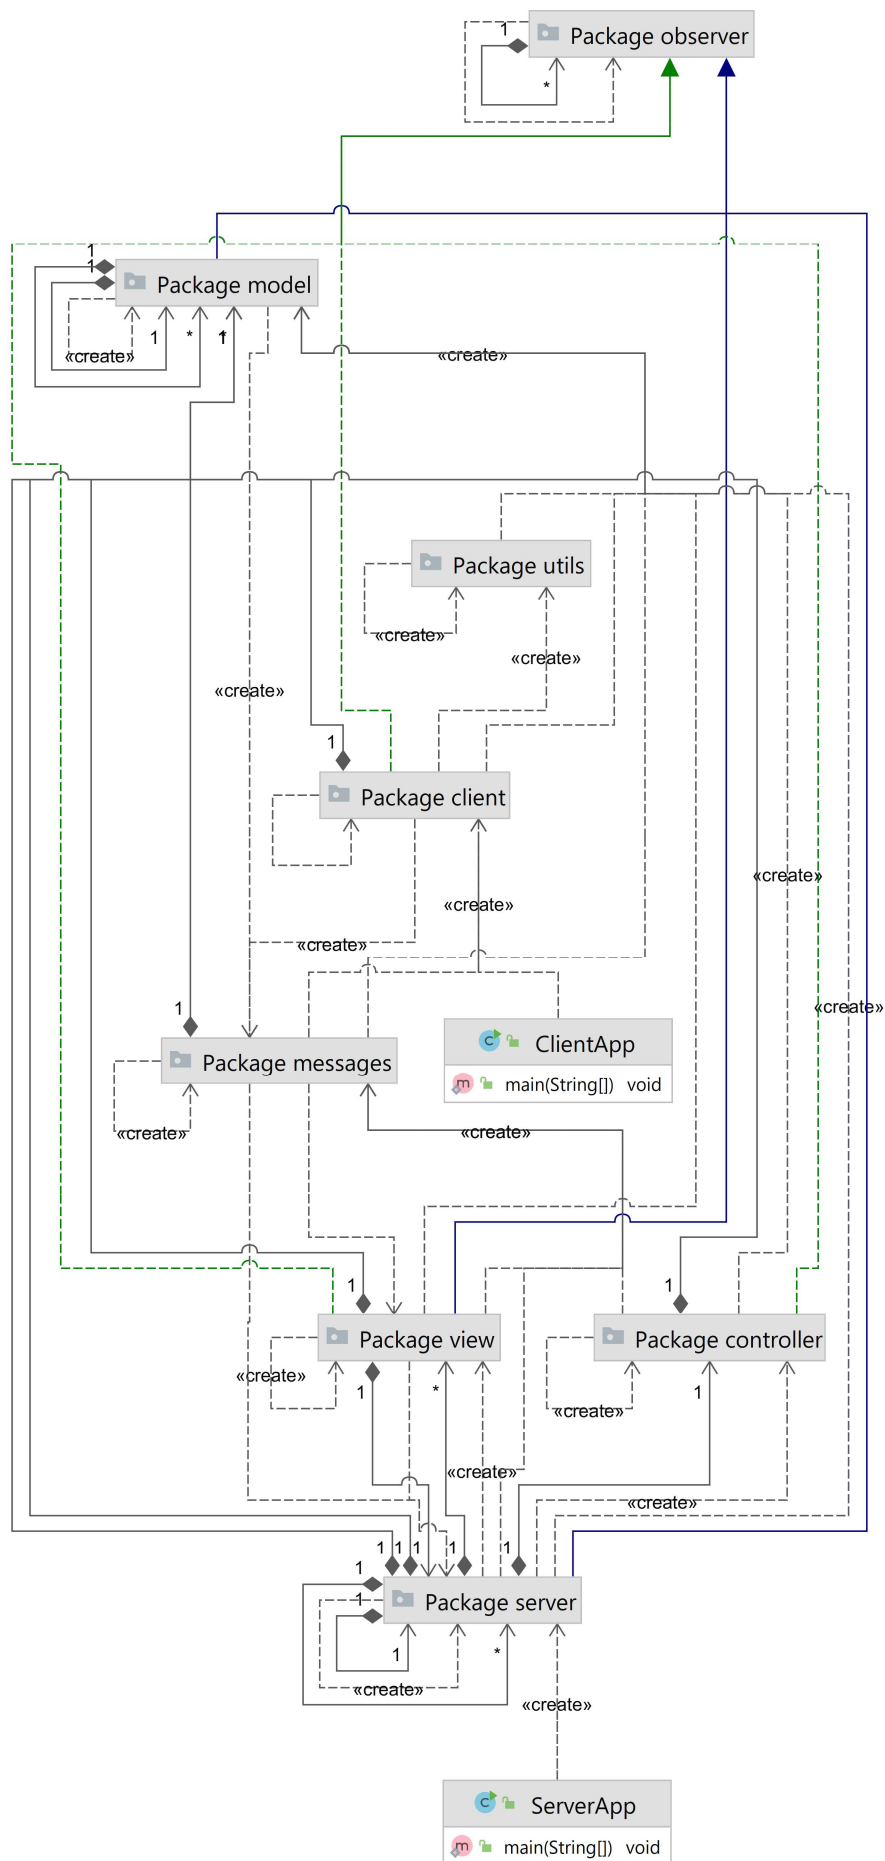 1
Package observer
*
1
1
Package model
1
*
1
*
«create»
«create»
Package utils
«create»
«create»
«create»
1
Package client
«create»
«create»
«create»
1
«create»
ClientApp
Package messages
main(String[]) void
«create»
«create»
1
1
Package view
Package controller
«create»
1
*
1
«create»
«create»
«create»
1
1
1
1
1
1
1
Package server
1
*
«create»
«create»
ServerApp
main(String[]) void